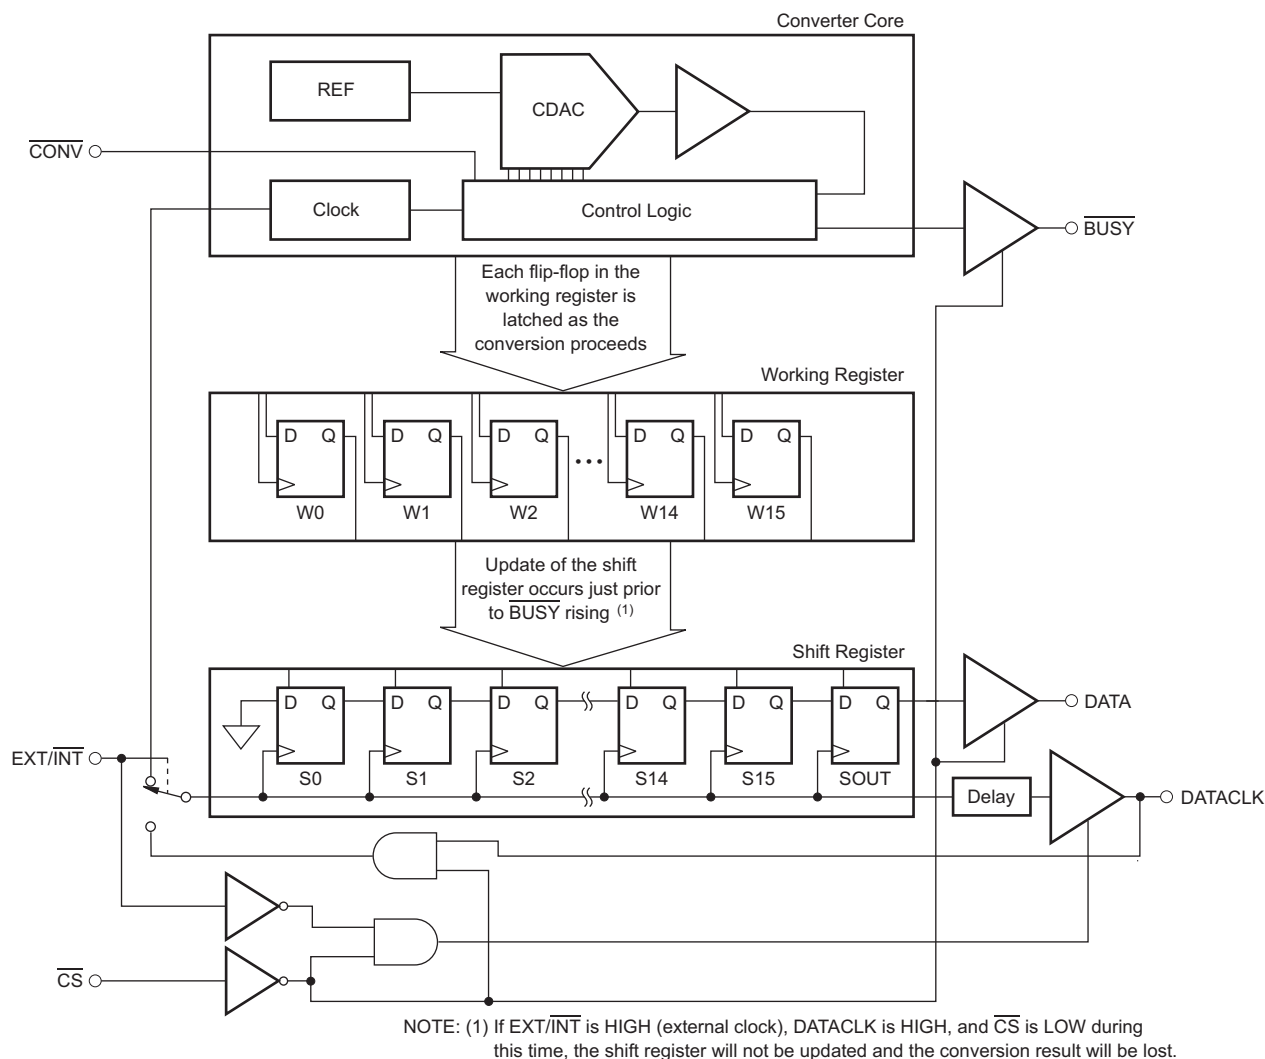 Converter Core
REF
CDAC
CONV
Clock
Control Logic
BUSY
Each flip-flop in the
working register is
latched as the
conversion proceeds
Working Register
D Q D Q D Q ••• D Q D Q
W0 W1 W2 W14 W15
Update of the shift
register occurs just prior
to BUSY rising (1)
Shift Register
D Q D Q D Q D Q D Q D Q
DATA
EXT/INT
S0 S1 S2 S14 S15 SOUT
Delay
DATACLK
CS
NOTE: (1) If EXT/INT is HIGH (external clock), DATACLK is HIGH, and CS is LOW during
this time, the shift register will not be updated and the conversion result will be lost.